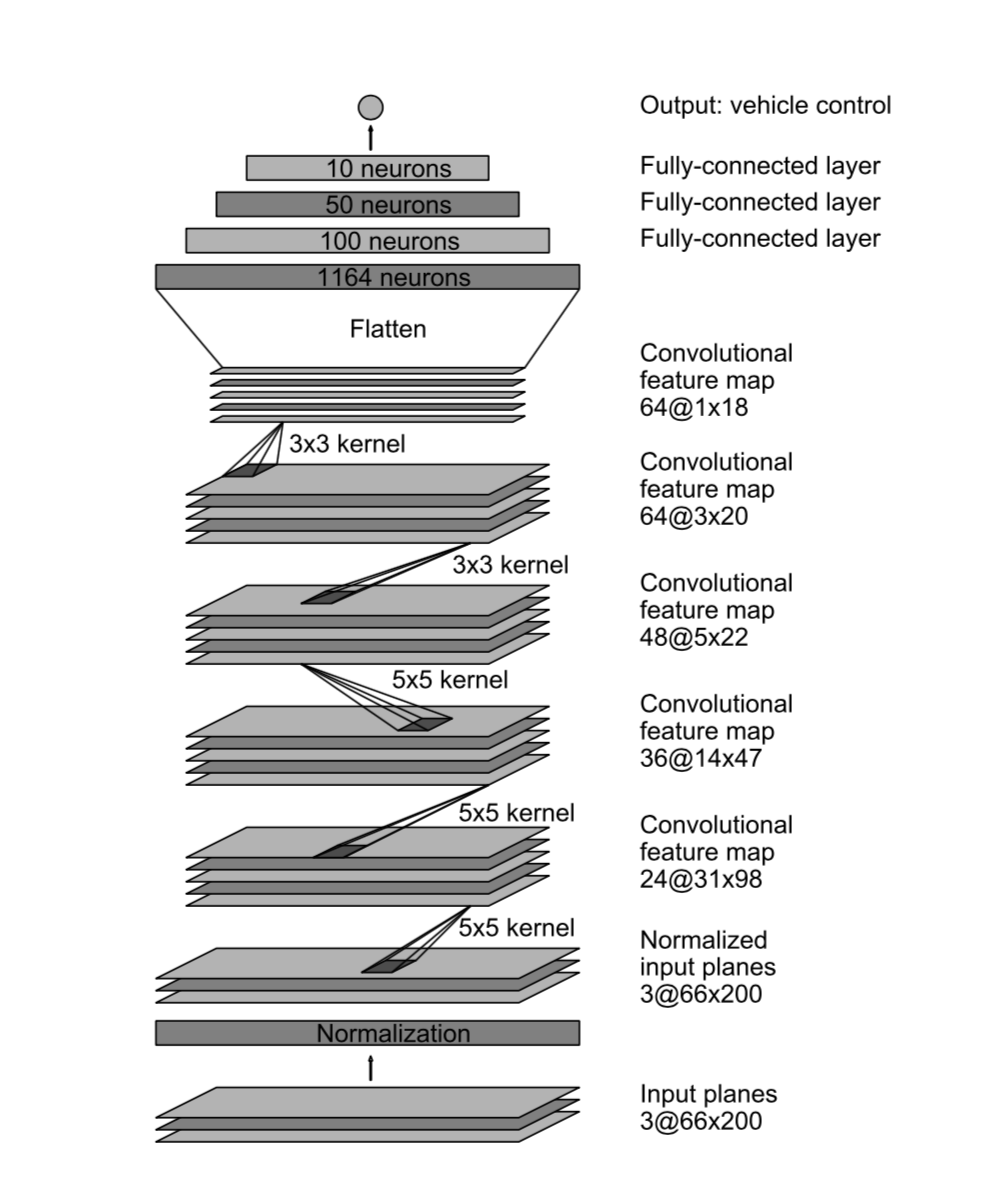 Output: vehicle control
10 neurons
Fully-connected layer
50 neurons
Fully-connected layer
100 neurons
Fully-connected layer
1164 neurons
Flatten
Convolutional
feature map
64@1x18
3x3 kernel
Convolutional
feature map
64@3x20
3x3 kernel
Convolutional
feature map
48@5x22
5x5 kernel
Convolutional
feature map
36@14x47
5x5 kernel
Convolutional
feature map
24@31x98
5x5 kernel
Normalized
input planes
3@66x200
Normalization
Input planes
3@66x200